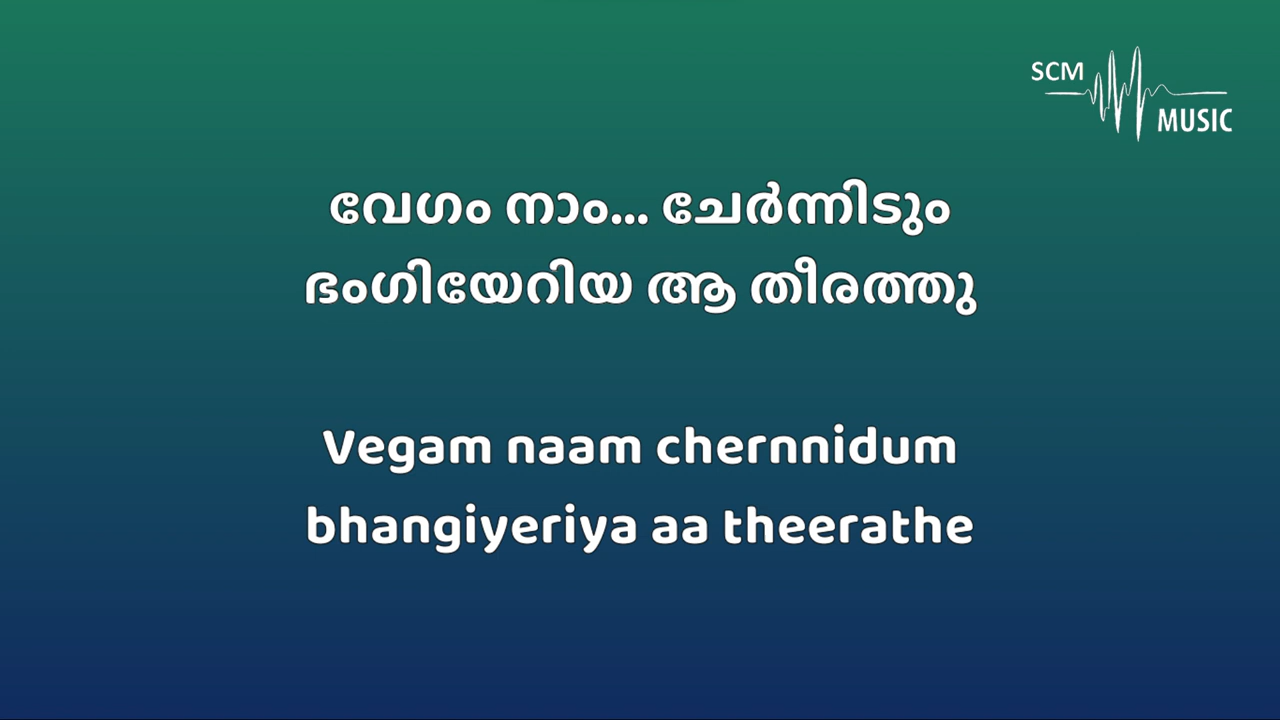 SCM
MUSIC
വേഗം നാം... ചേർന്നിടും
ഭംഗിയേറിയ ആ തീരത്തു
Vegam naam chernnidum
bhangiyeriya aa theerathe